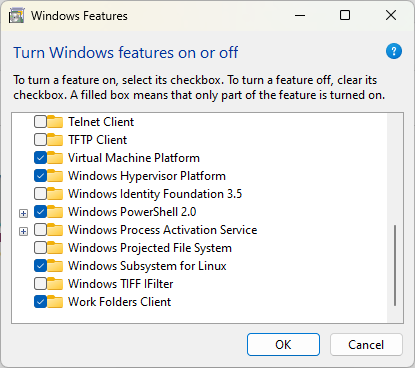 Windows Features
Turn Windows features on or off
To turn a feature on, select its checkbox. To turn a feature off, clear its
checkbox. A filled box means that only part of the feature is turned on.
Telnet Client
TFTP Client
Virtual Machine Platform
Windows Hypervisor Platform
Windows Identity Foundation 3.5
Windows PowerShell 2.0
Windows Process Activation Service
Windows Projected File System
Windows Subsystem for Linux
Windows TIFF IFilter
Work Folders Client
OK
Cancel